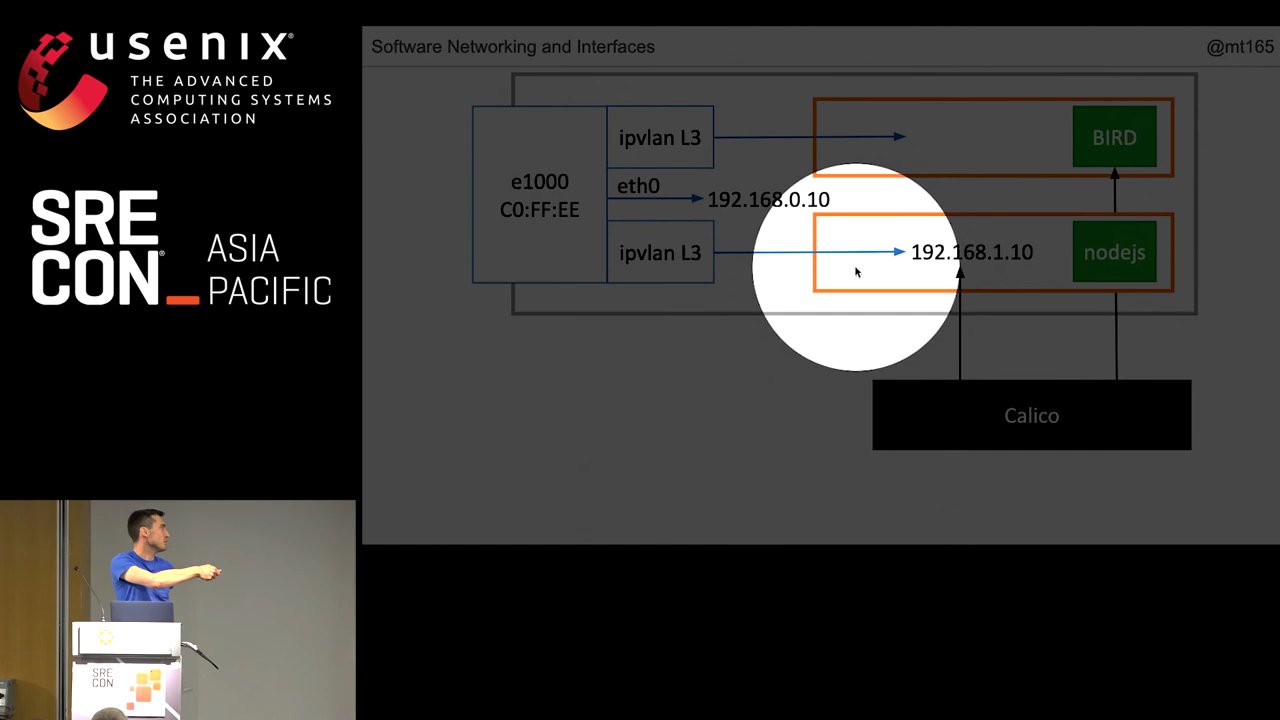 usenix®
THE ADVANCED
COMPUTING SYSTEMS
ASSOCIATION
SRE
CON®
ASIA
PACIFIC
Software Networking and Interfaces
@mt165
ipvlan L3
BIRD
e1000
C0:FF:EE
eth0
192.168.0.10
ipvlan L3
192.168.1.10
nodejs
Calico
SRE
CON